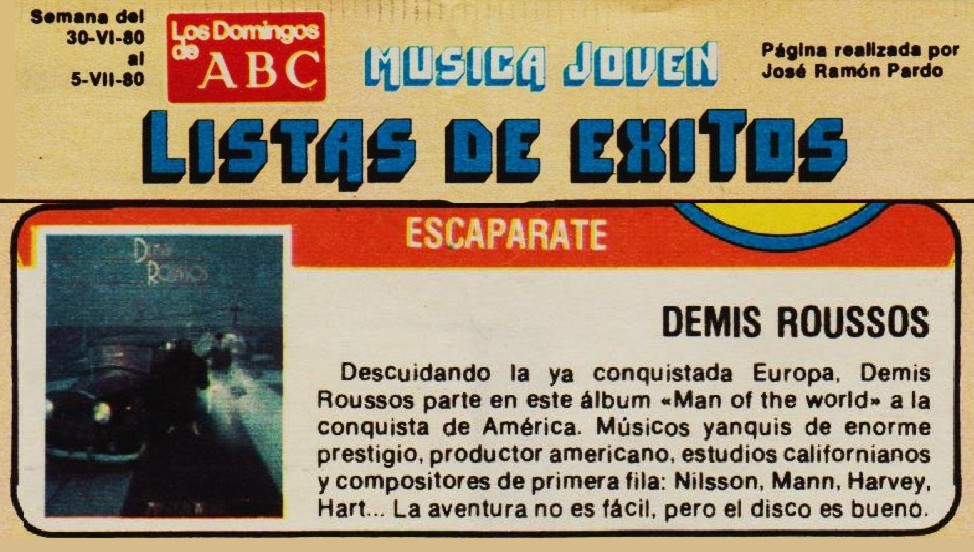 Semana del
30-VI-80
al
5-VII-80
Los Domingos
de ABC
MUSICA JOVEN
Página realizada por
José Ramón Pardo
LISTAS DE EXITOS
ESCAPARATE
DEMIS
ROUSSOS
DEMIS ROUSSOS
Descuidando la ya conquistada Europa, Demis
Roussos parte en este álbum «Man of the world» a la
conquista de América. Músicos yanquis de enorme
prestigio, productor americano, estudios californianos
y compositores de primera fila: Nilsson, Mann, Harvey,
Hart... La aventura no es fácil, pero el disco es bueno.